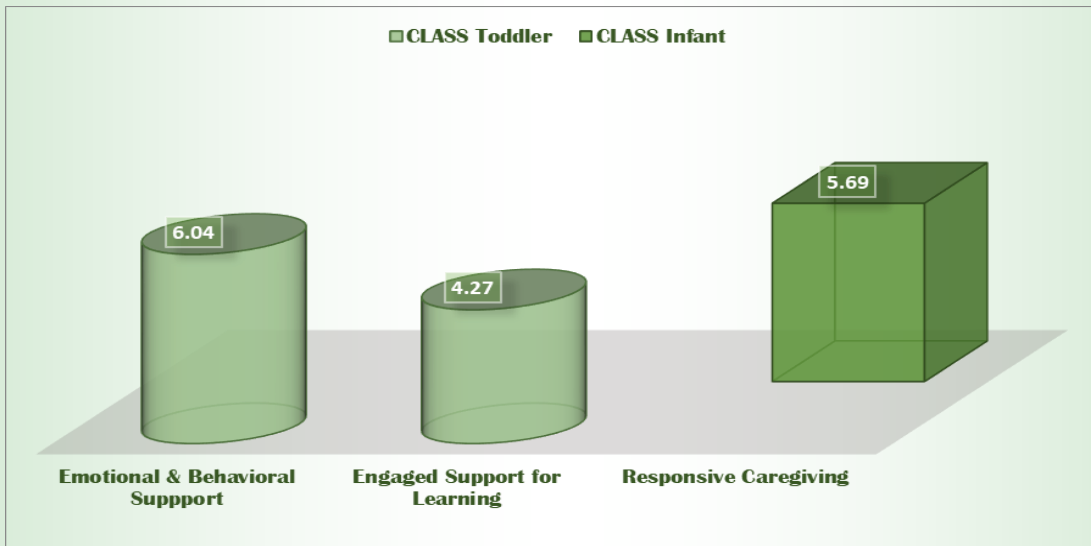 CLASS Toddler CLASS Infant
6.04
4.27
5.69
Emotional & Behavioral
Suppport
Engaged Support for
Learning
Responsive Caregiving